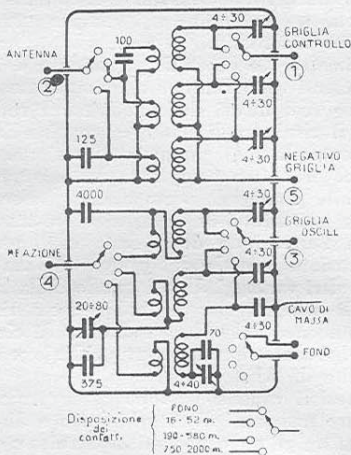 4÷30
GRIGLIA
CONTROLLO
100
ANTENNA
1
2
4÷30
125
4÷30
NEGATIVO
GRIGLIA
4÷30
5
4000
GRIGLIA
OSCILL
3
REAZIONE
4÷30
4
20÷80
CAVO DI
MASSA
4÷30
70
FONO
375
4÷40
Disposizione
dei
contatti.
FONO
16-52 m.
190-580 m.
750-2000 m.